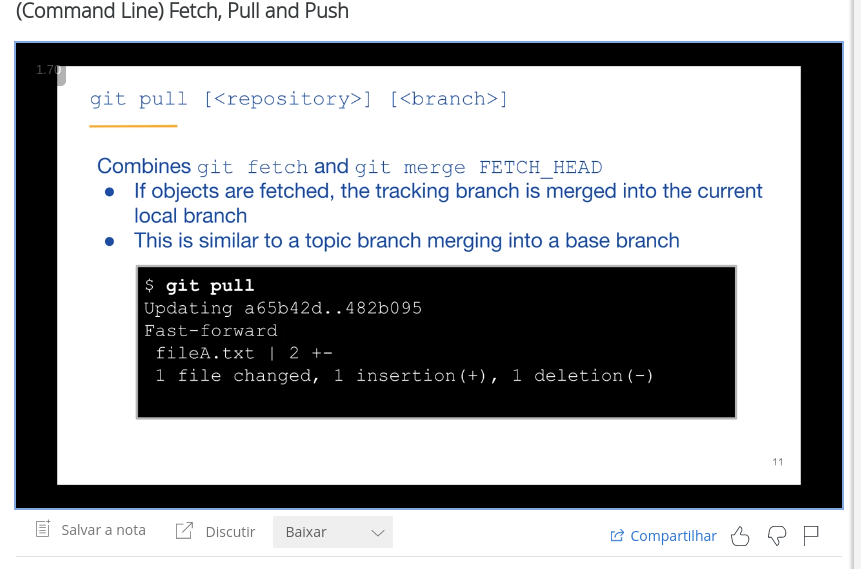 (Command Line) Fetch, Pull and Push
1.70
git pull [<repository>] [<branch>]
Combines git fetch and git merge FETCH_HEAD
● If objects are fetched, the tracking branch is merged into the current
local branch
● This is similar to a topic branch merging into a base branch
$ git pull
Updating a65b42d..482b095
Fast-forward
fileA.txt | 2 +-
1 file changed, 1 insertion(+), 1 deletion(-)
11
Salvar a nota Discutir Baixar Compartilhar